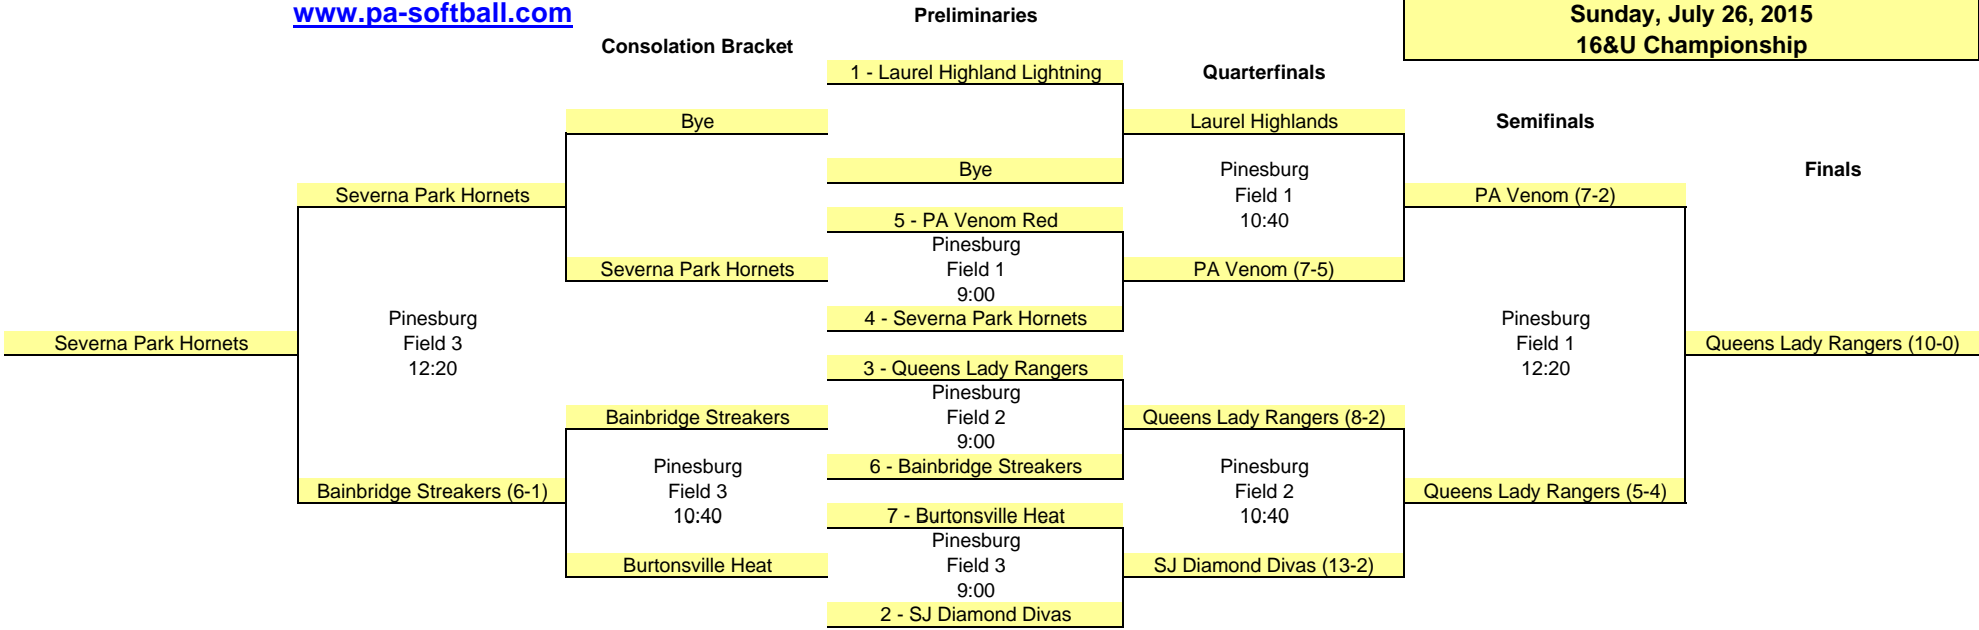 www.pa-softball.com
Preliminaries
Sunday, July 26, 2015
16&U Championship
Consolation Bracket
1 - Laurel Highland Lightning
Quarterfinals
Bye
Laurel Highlands
Semifinals
Bye
Pinesburg
Field 1
10:40
Finals
Severna Park Hornets
PA Venom (7-2)
5 - PA Venom Red
Pinesburg
Field 1
9:00
Severna Park Hornets
PA Venom (7-5)
4 - Severna Park Hornets
Pinesburg
Field 3
12:20
Pinesburg
Field 1
12:20
Severna Park Hornets
Queens Lady Rangers (10-0)
3 - Queens Lady Rangers
Pinesburg
Field 2
9:00
Bainbridge Streakers
Queens Lady Rangers (8-2)
6 - Bainbridge Streakers
Pinesburg
Field 3
10:40
Pinesburg
Field 2
10:40
Bainbridge Streakers (6-1)
Queens Lady Rangers (5-4)
7 - Burtonsville Heat
Pinesburg
Field 3
9:00
Burtonsville Heat
SJ Diamond Divas (13-2)
2 - SJ Diamond Divas